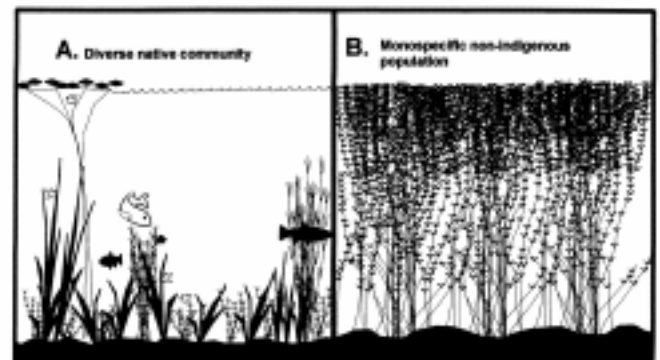 A. Diverse native community
B. Monospecific non-indigenous
population